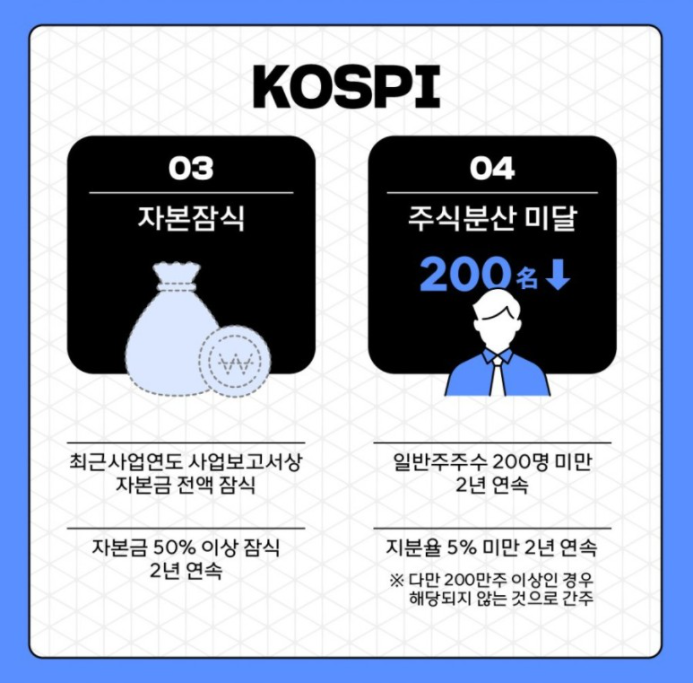 KOSPI
03
자본잠식
₩
최근사업연도 사업보고서상
자본금 전액 잠식
자본금 50% 이상 잠식
2년 연속
04
주식분산 미달
200名⬇
일반주주수 200명 미만
2년 연속
지분율 5% 미만 2년 연속
※ 다만 200만주 이상인 경우
해당되지 않는 것으로 간주